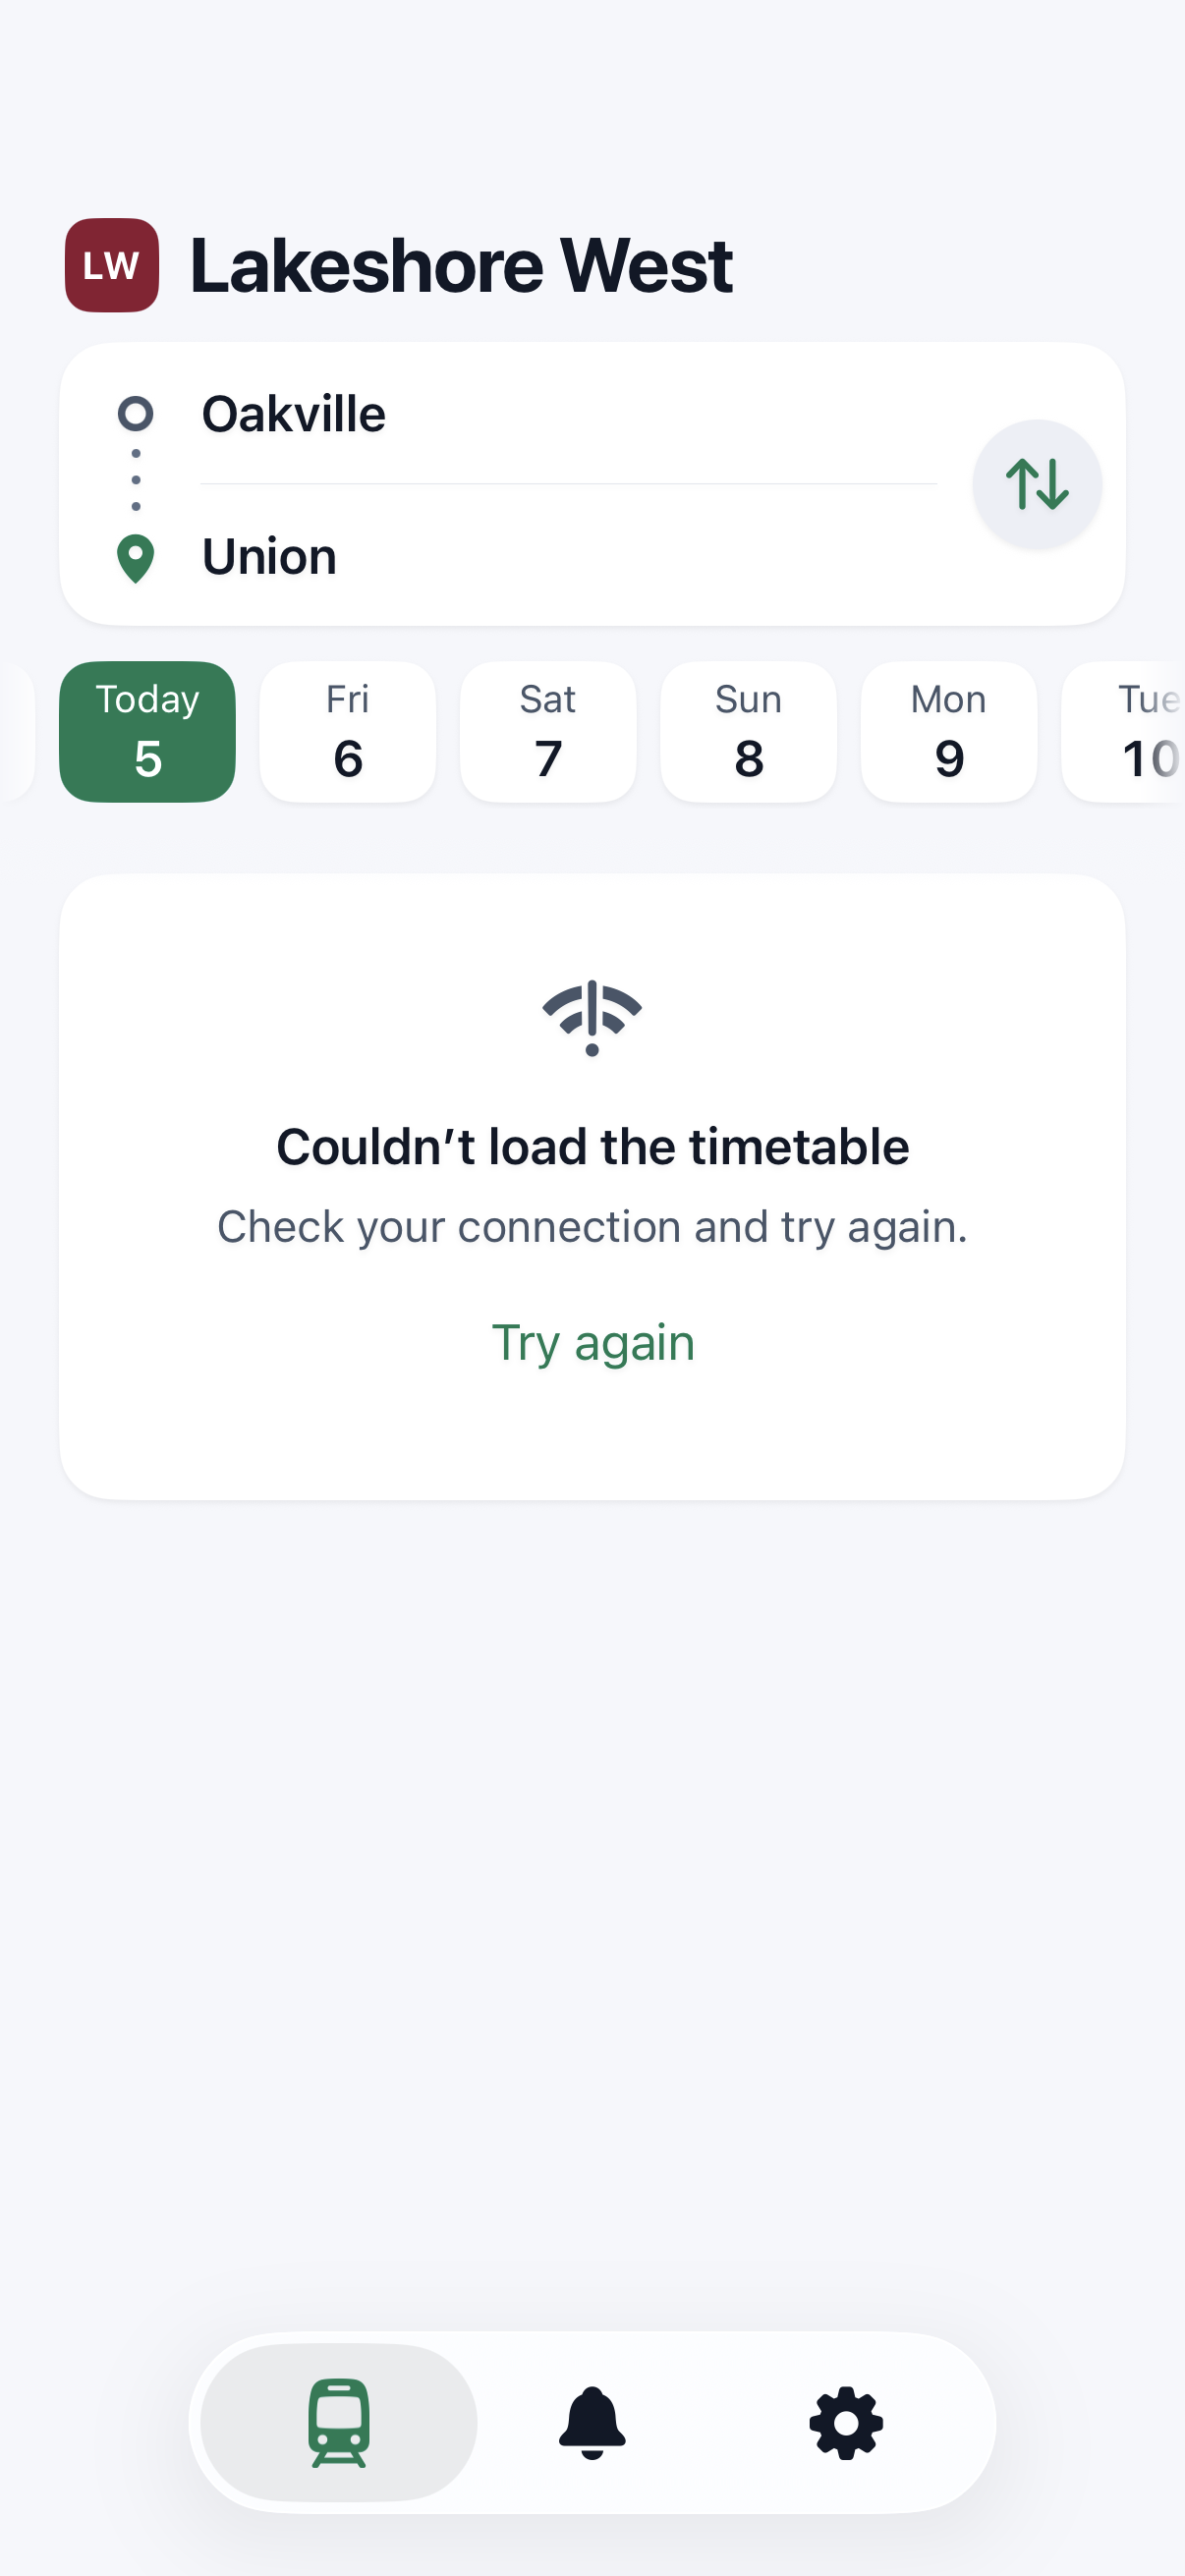 LW Lakeshore West
Oakville
Union
Today Fri Sat Sun Mon Tue
5 6 7 8 9 10
Couldn’t load the timetable
Check your connection and try again.
Try again